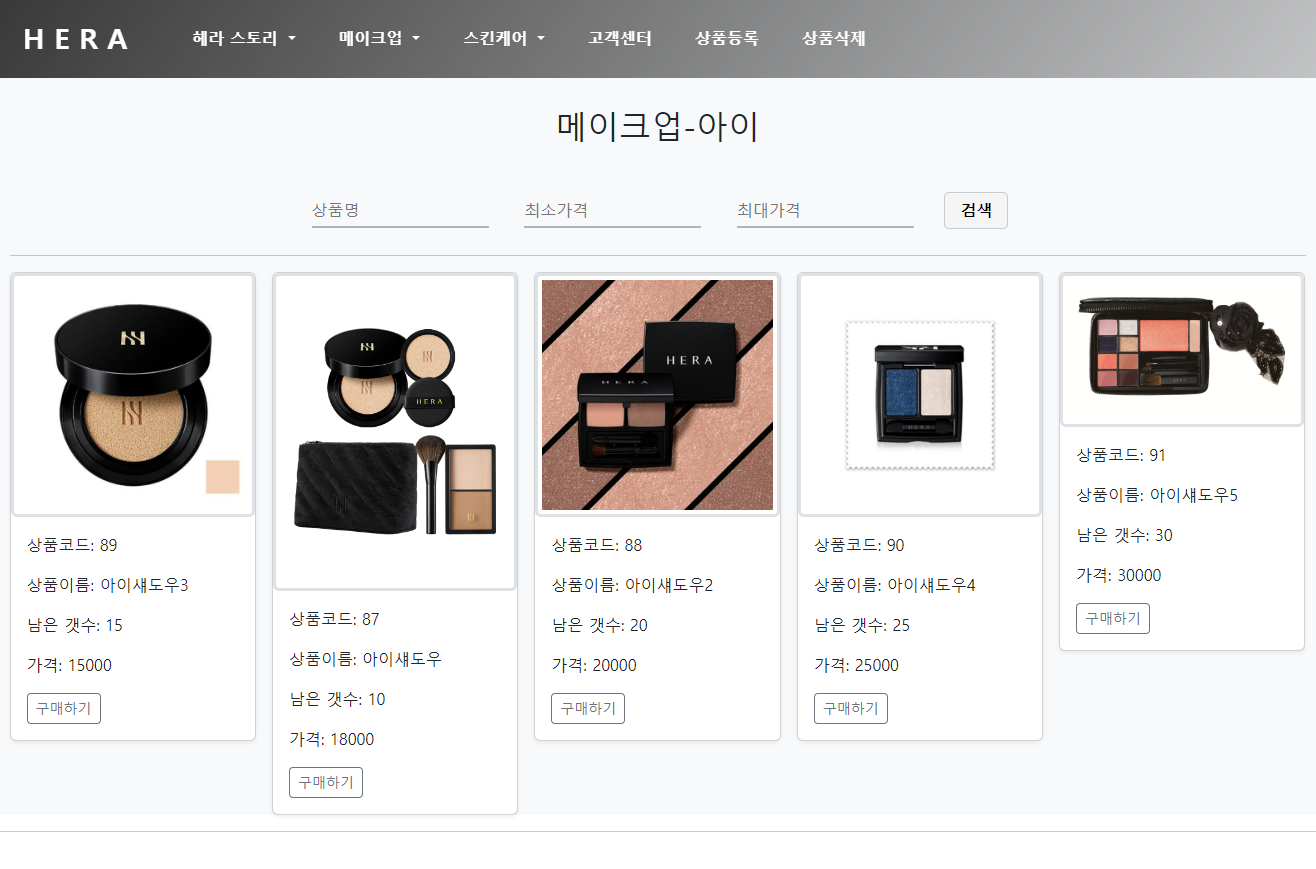 HERA
헤라 스토리
메이크업
스킨케어
고객센터
상품등록
상품삭제
메이크업-아이
상품명
최소가격
최대가격
검색
상품코드: 89
상품이름: 아이섀도우3
남은 갯수: 15
가격: 15000
구매하기
HERA
상품코드: 87
상품이름: 아이섀도우
남은 갯수: 10
가격: 18000
구매하기
HERA
HERA
상품코드: 88
상품이름: 아이섀도우2
남은 갯수: 20
가격: 20000
구매하기
상품코드: 90
상품이름: 아이섀도우4
남은 갯수: 25
가격: 25000
구매하기
상품코드: 91
상품이름: 아이섀도우5
남은 갯수: 30
가격: 30000
구매하기